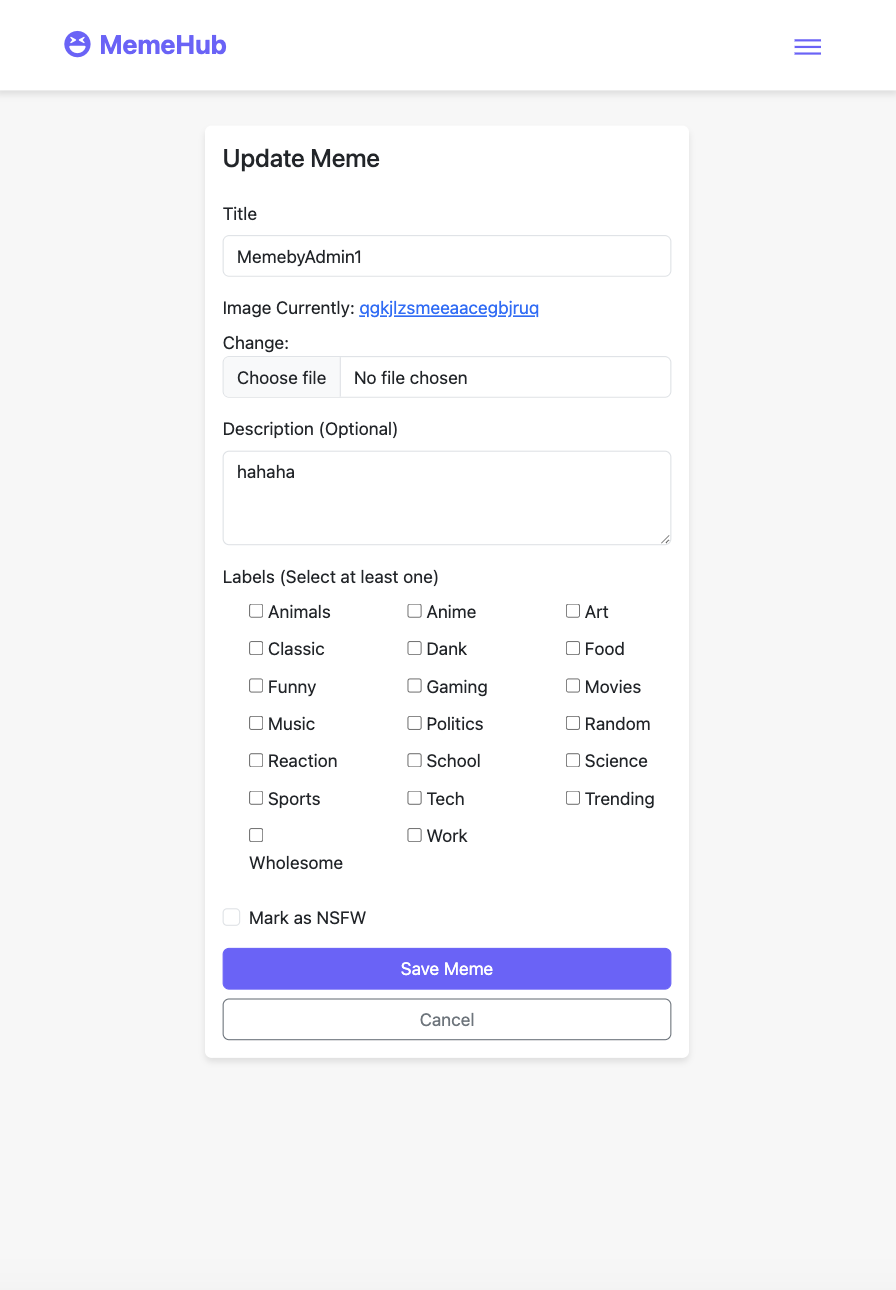 MemeHub
Update Meme
Title
MemebyAdmin1
Image Currently: qgkjlzsmeeaacegbjruq
Change:
Choose file No file chosen
Description (Optional)
hahaha
Labels (Select at least one)
Animals Anime Art
Classic Dank Food
Funny Gaming Movies
Music Politics Random
Reaction School Science
Sports Tech Trending
Wholesome Work
Mark as NSFW
Save Meme
Cancel